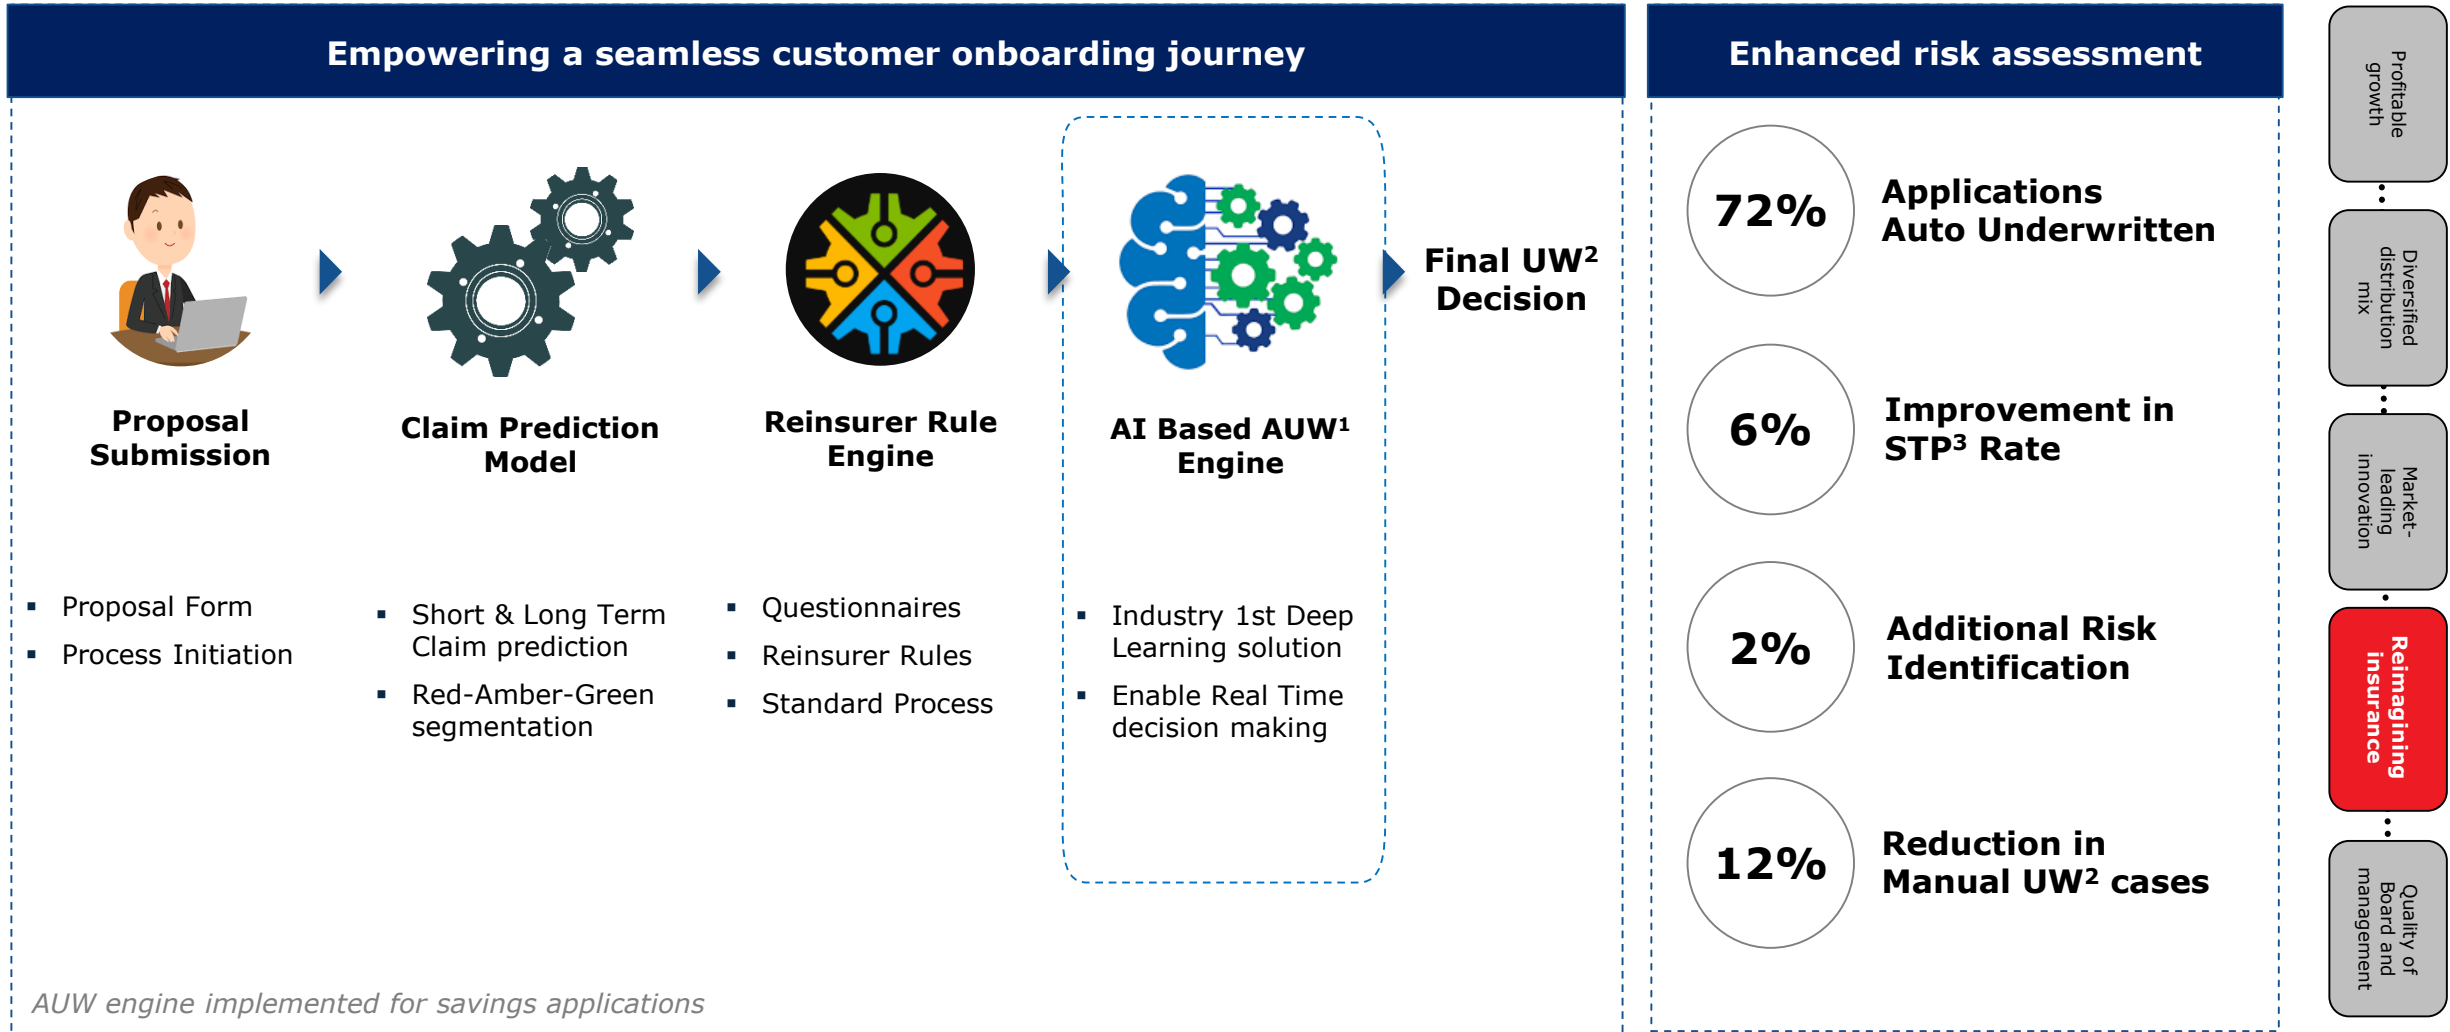 Empowering a seamless customer onboarding journey
Proposal
Submission
Claim Prediction
Model
Reinsurer Rule
Engine
AI Based AUW¹
Engine
Final UW²
Decision
▪ Proposal Form
▪ Process Initiation
▪ Short & Long Term
Claim prediction
▪ Red-Amber-Green
segmentation
▪ Questionnaires
▪ Reinsurer Rules
▪ Standard Process
▪ Industry 1st Deep
Learning solution
▪ Enable Real Time
decision making
AUW engine implemented for savings applications
Enhanced risk assessment
72%
Applications
Auto Underwritten
6%
Improvement in
STP³ Rate
2%
Additional Risk
Identification
12%
Reduction in
Manual UW² cases
Profitable
growth
Diversified
distribution
mix
Market-
leading
innovation
Reimagining
insurance
Quality of
Board and
management